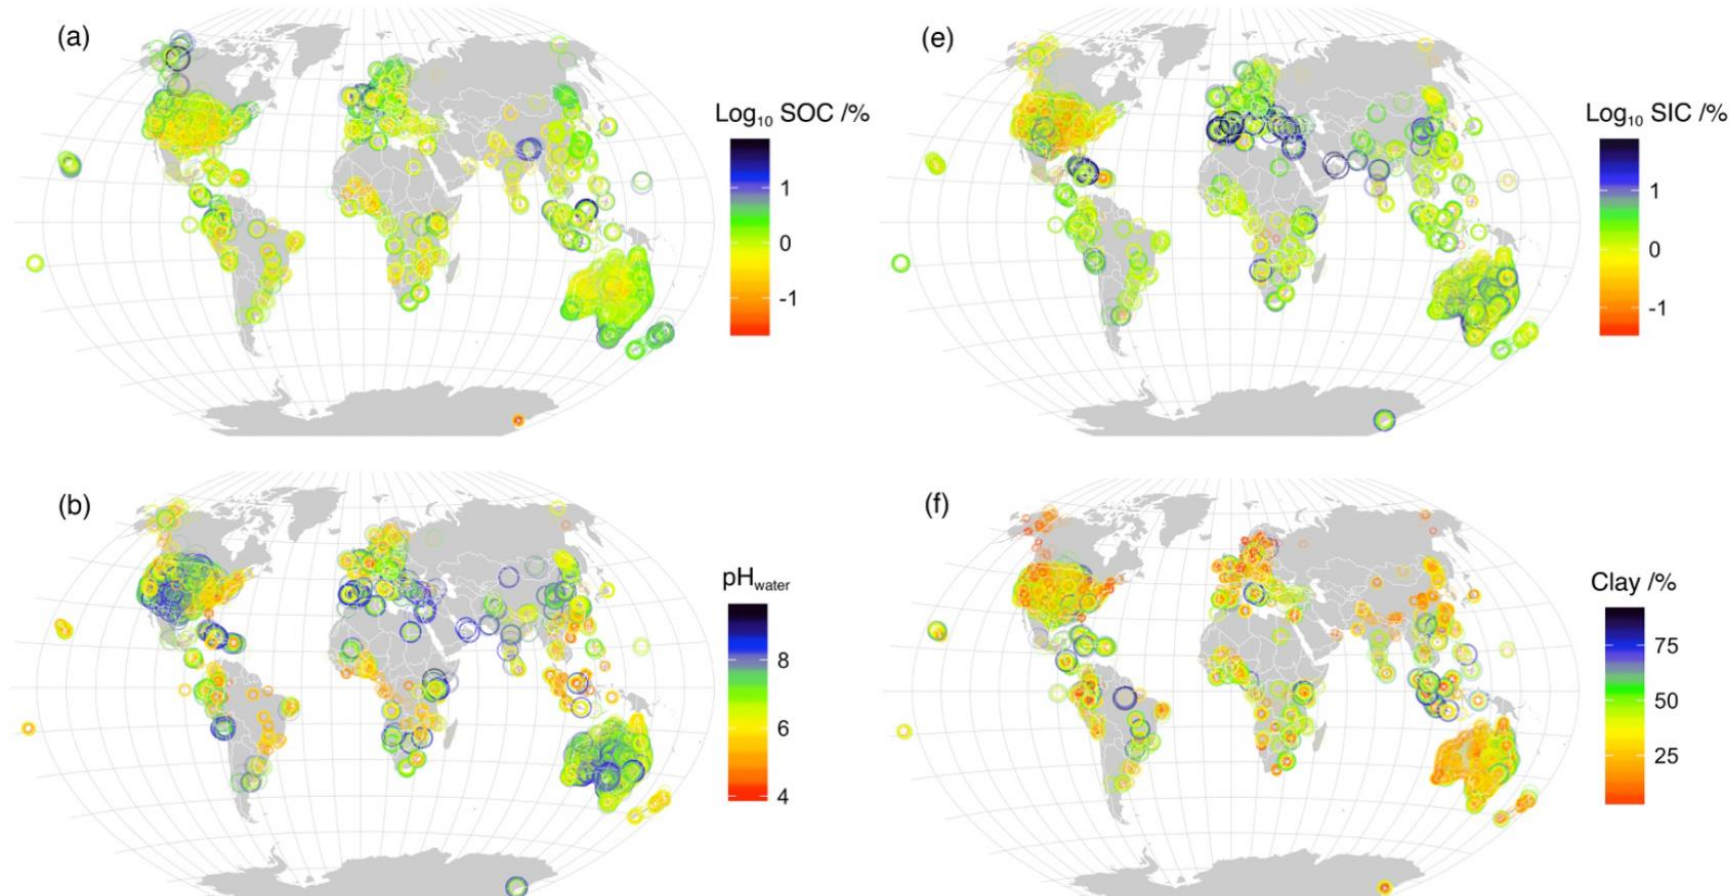 (a)
Log₁₀ SOC /%
1
0
-1
(e)
Log₁₀ SIC /%
1
0
-1
(b)
pHwater
8
6
4
(f)
Clay /%
75
50
25